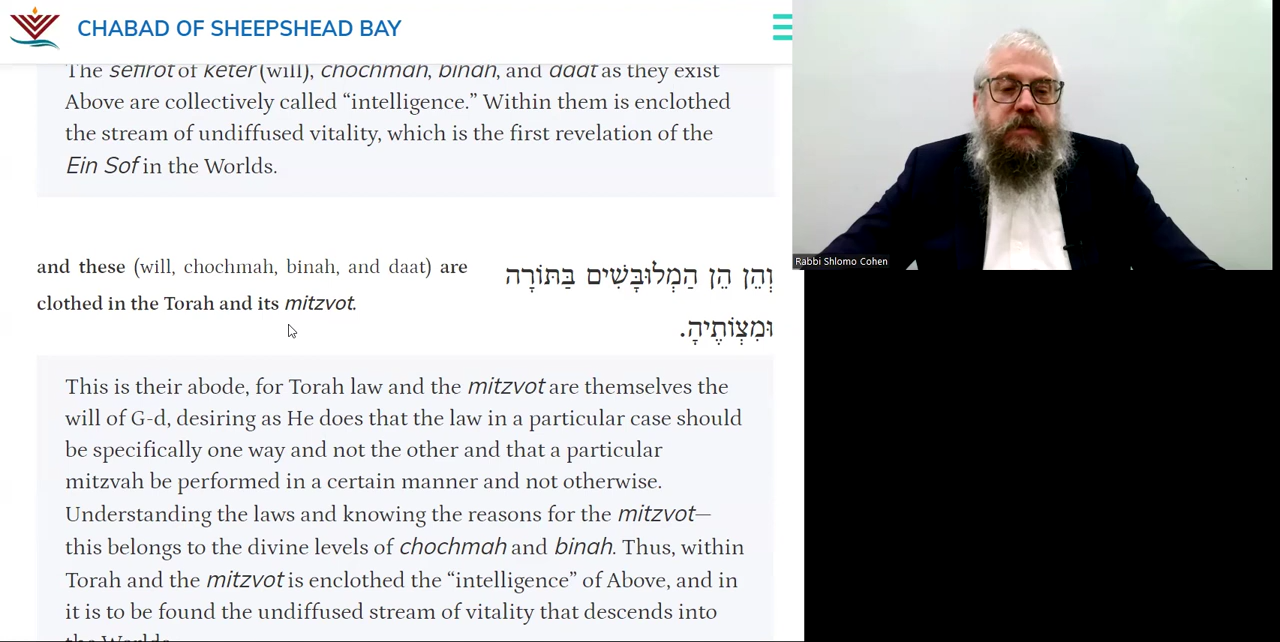 CHABAD OF SHEEPSHEAD BAY
The sefirot of keter (will), chochmah, binah, and daat as they exist
Above are collectively called “intelligence.” Within them is enclothed
the stream of undiffused vitality, which is the first revelation of the
Ein Sof in the Worlds.
and these (will, chochmah, binah, and daat) are
clothed in the Torah and its mitzvot.
וְהֵן הֵן הַמְלוּבָּשִׁים בַּתּוֹרָה
וּמִצְוֹתֶיהָ.
This is their abode, for Torah law and the mitzvot are themselves the
will of G-d, desiring as He does that the law in a particular case should
be specifically one way and not the other and that a particular
mitzvah be performed in a certain manner and not otherwise.
Understanding the laws and knowing the reasons for the mitzvot—
this belongs to the divine levels of chochmah and binah. Thus, within
Torah and the mitzvot is enclothed the “intelligence” of Above, and in
it is to be found the undiffused stream of vitality that descends into
the Worlds.
Rabbi Shlomo Cohen